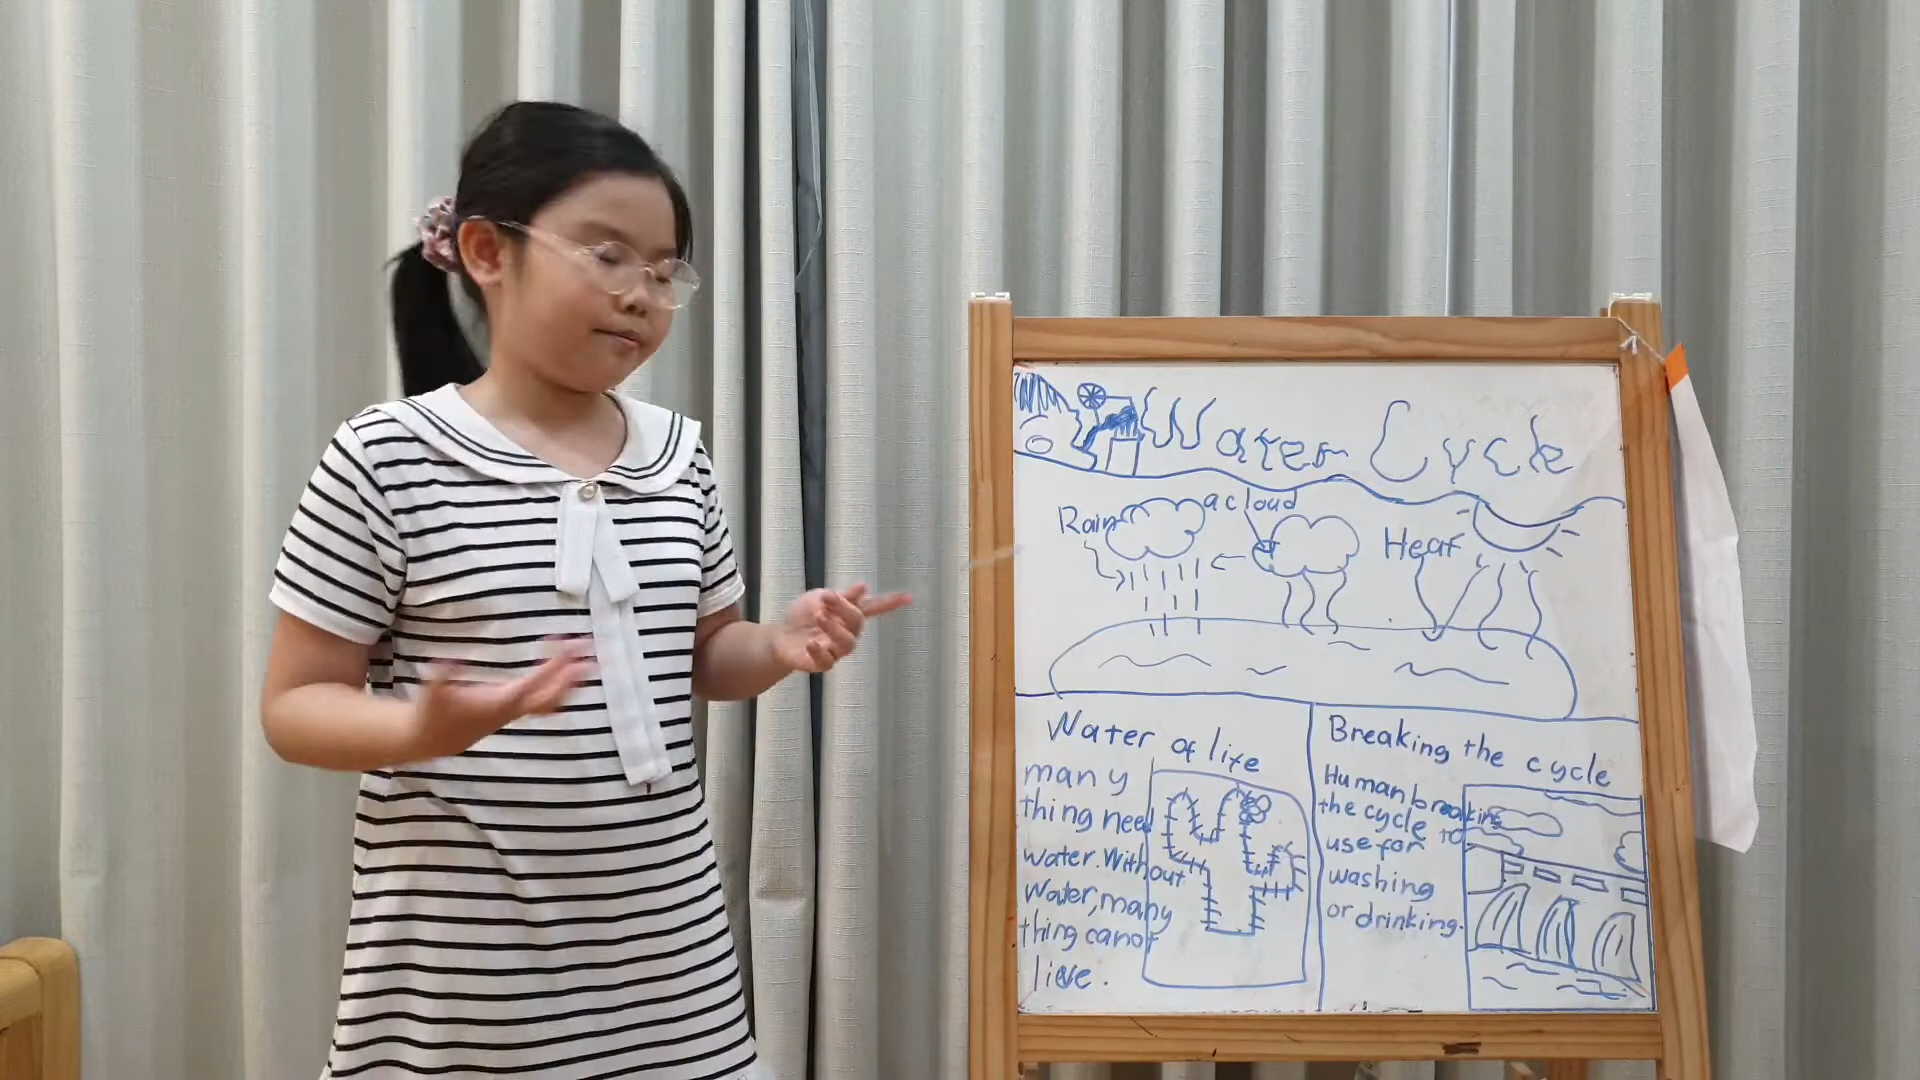 Water Cycle
Rain
a cloud
Heat
Water of life
many
thing need
water. Without
Water, many
thing canot
live.
Breaking the cycle
Human breaking
the cycle to
use for
washing
or drinking.